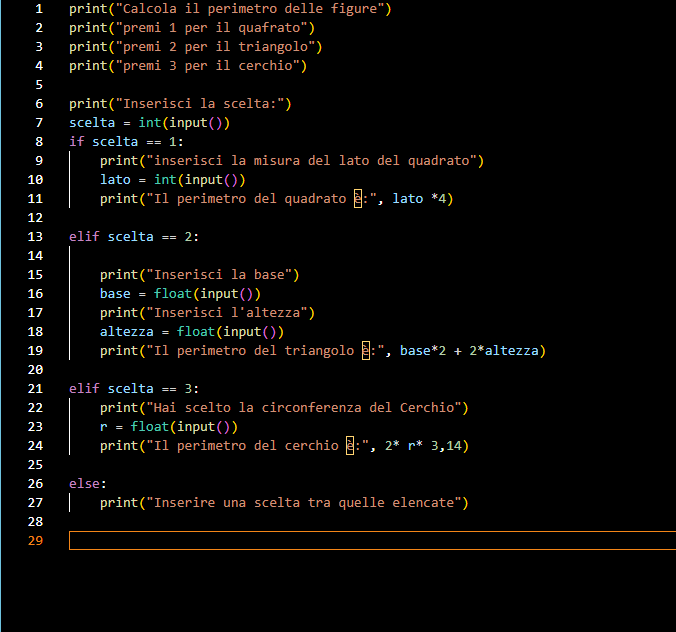 1 print("Calcola il perimetro delle figure")
2 print("premi 1 per il quafrato")
3 print("premi 2 per il triangolo")
4 print("premi 3 per il cerchio")
5
6 print("Inserisci la scelta:")
7 scelta = int(input())
8 if scelta == 1:
9     print("inserisci la misura del lato del quadrato")
10     lato = int(input())
11     print("Il perimetro del quadrato è:", lato *4)
12
13 elif scelta == 2:
14
15     print("Inserisci la base")
16     base = float(input())
17     print("Inserisci l'altezza")
18     altezza = float(input())
19     print("Il perimetro del triangolo è:", base*2 + 2*altezza)
20
21 elif scelta == 3:
22     print("Hai scelto la circonferenza del Cerchio")
23     r = float(input())
24     print("Il perimetro del cerchio è:", 2* r* 3,14)
25
26 else:
27     print("Inserire una scelta tra quelle elencate")
28
29